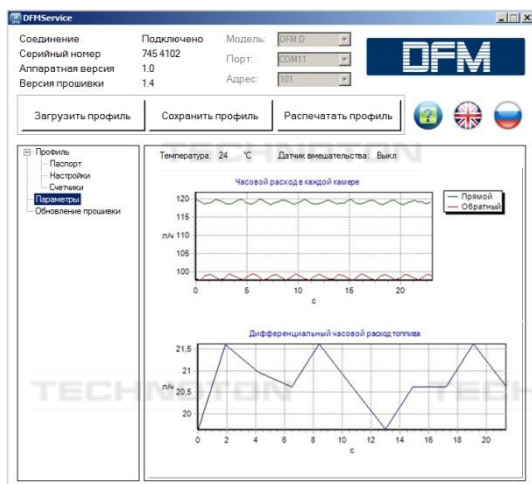 DFMService
Соединение Подключено Модель: DFM D
Серийный номер 745 4102 Порт: COM11
Аппаратная версия 1.0 Адрес: 101
Версия прошивки 1.4
DFM
Загрузить профиль Сохранить профиль Распечатать профиль
Профиль
Паспорт
Настройки
Счетчики
Параметры
Обновление прошивки
Температура: 24 °C Датчик вмешательства: Выкл
Часовой расход в каждой камере
120
115
л/ч 110
105
100
0 5 10 15 20
с
Прямой
Обратный
Дифференциальный часовой расход топлива
21,5
21
л/ч 20,5
20
0 2 4 6 8 10 12 14 16 18 20
с
TECHNOTON